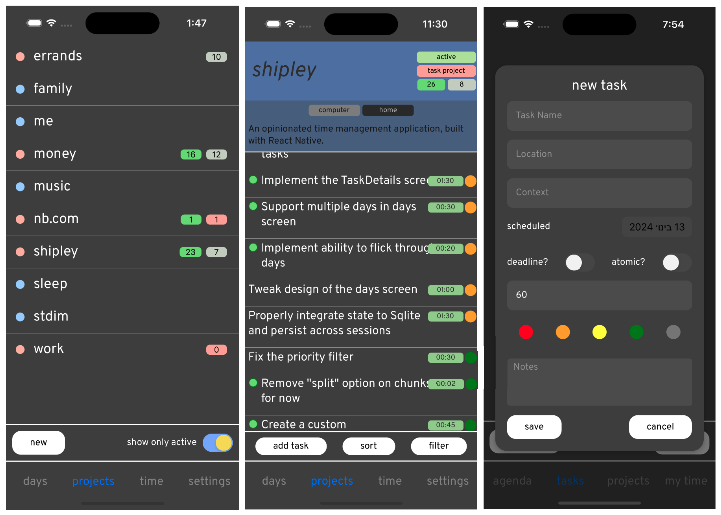 1:47
errands
10
family
me
money
16
12
music
nb.com
1
1
shipley
23
7
sleep
stdim
work
0
new
show only active
days
projects
time
settings
11:30
shipley
active
task project
26
8
computer
home
An opinionated time management application, built
with React Native.
tasks
Implement the TaskDetails scree
01:30
Support multiple days in days
screen
00:30
Implement ability to flick throug
days
00:20
Tweak design of the days screen
01:00
Properly integrate state to Sqlite
and persist across sessions
01:30
Fix the priority filter
00:30
Remove "split" option on chunks
for now
00:02
Create a custom
00:45
add task
sort
filter
days
projects
time
settings
7:54
new task
Task Name
Location
Context
scheduled
13 ביוני 2024
deadline?
atomic?
60
Notes
save
cancel
agenda
tasks
projects
my time